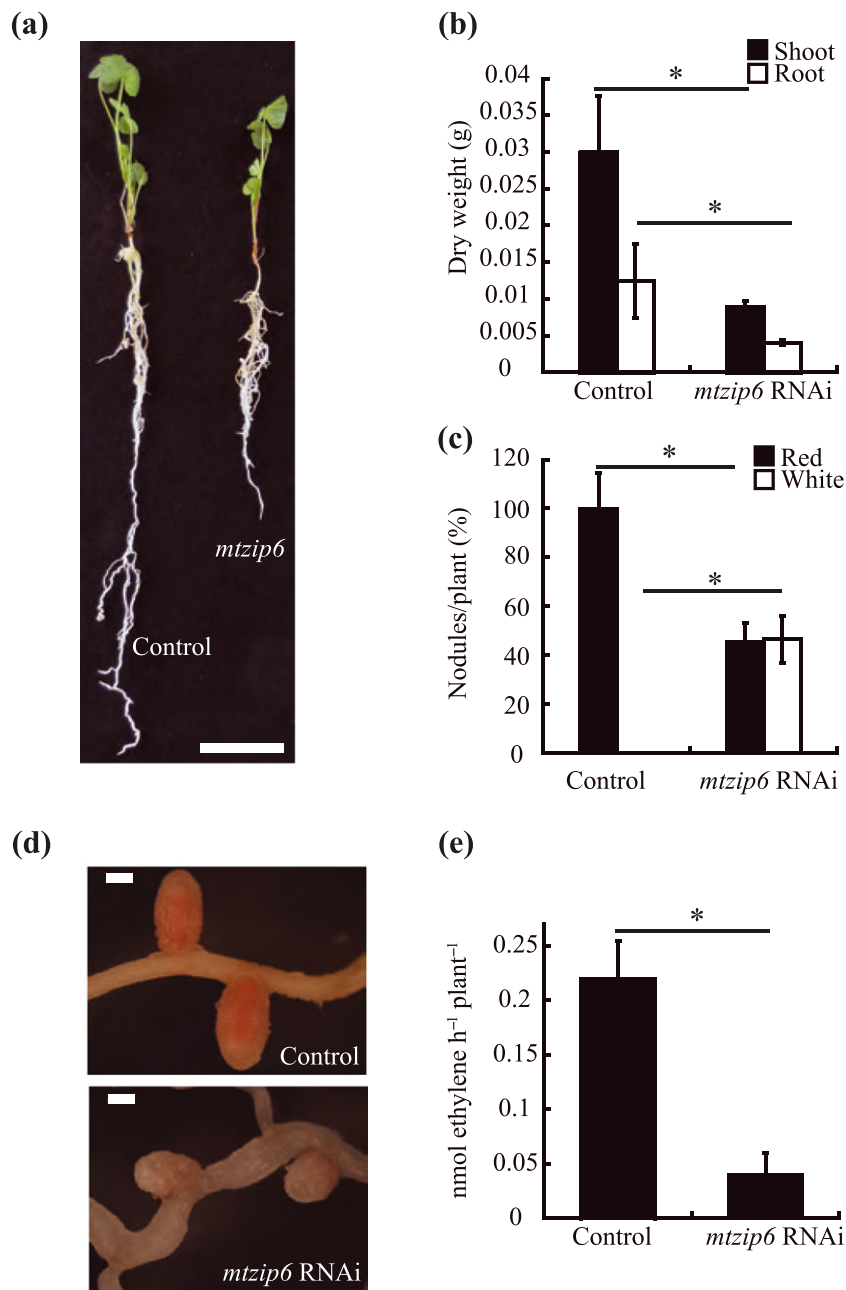 (a)
mtzip6
Control
(b)
Shoot
Root
Dry weight (g)
0.04
0.035
0.03
0.025
0.02
0.015
0.01
0.005
0
*
*
Control
mtzip6 RNAi
(c)
Red
White
Nodules/plant (%)
120
100
80
60
40
20
0
*
*
Control
mtzip6 RNAi
(d)
Control
mtzip6 RNAi
(e)
nmol ethylene h⁻¹ plant⁻¹
0.25
0.2
0.15
0.1
0.05
0
*
Control
mtzip6 RNAi